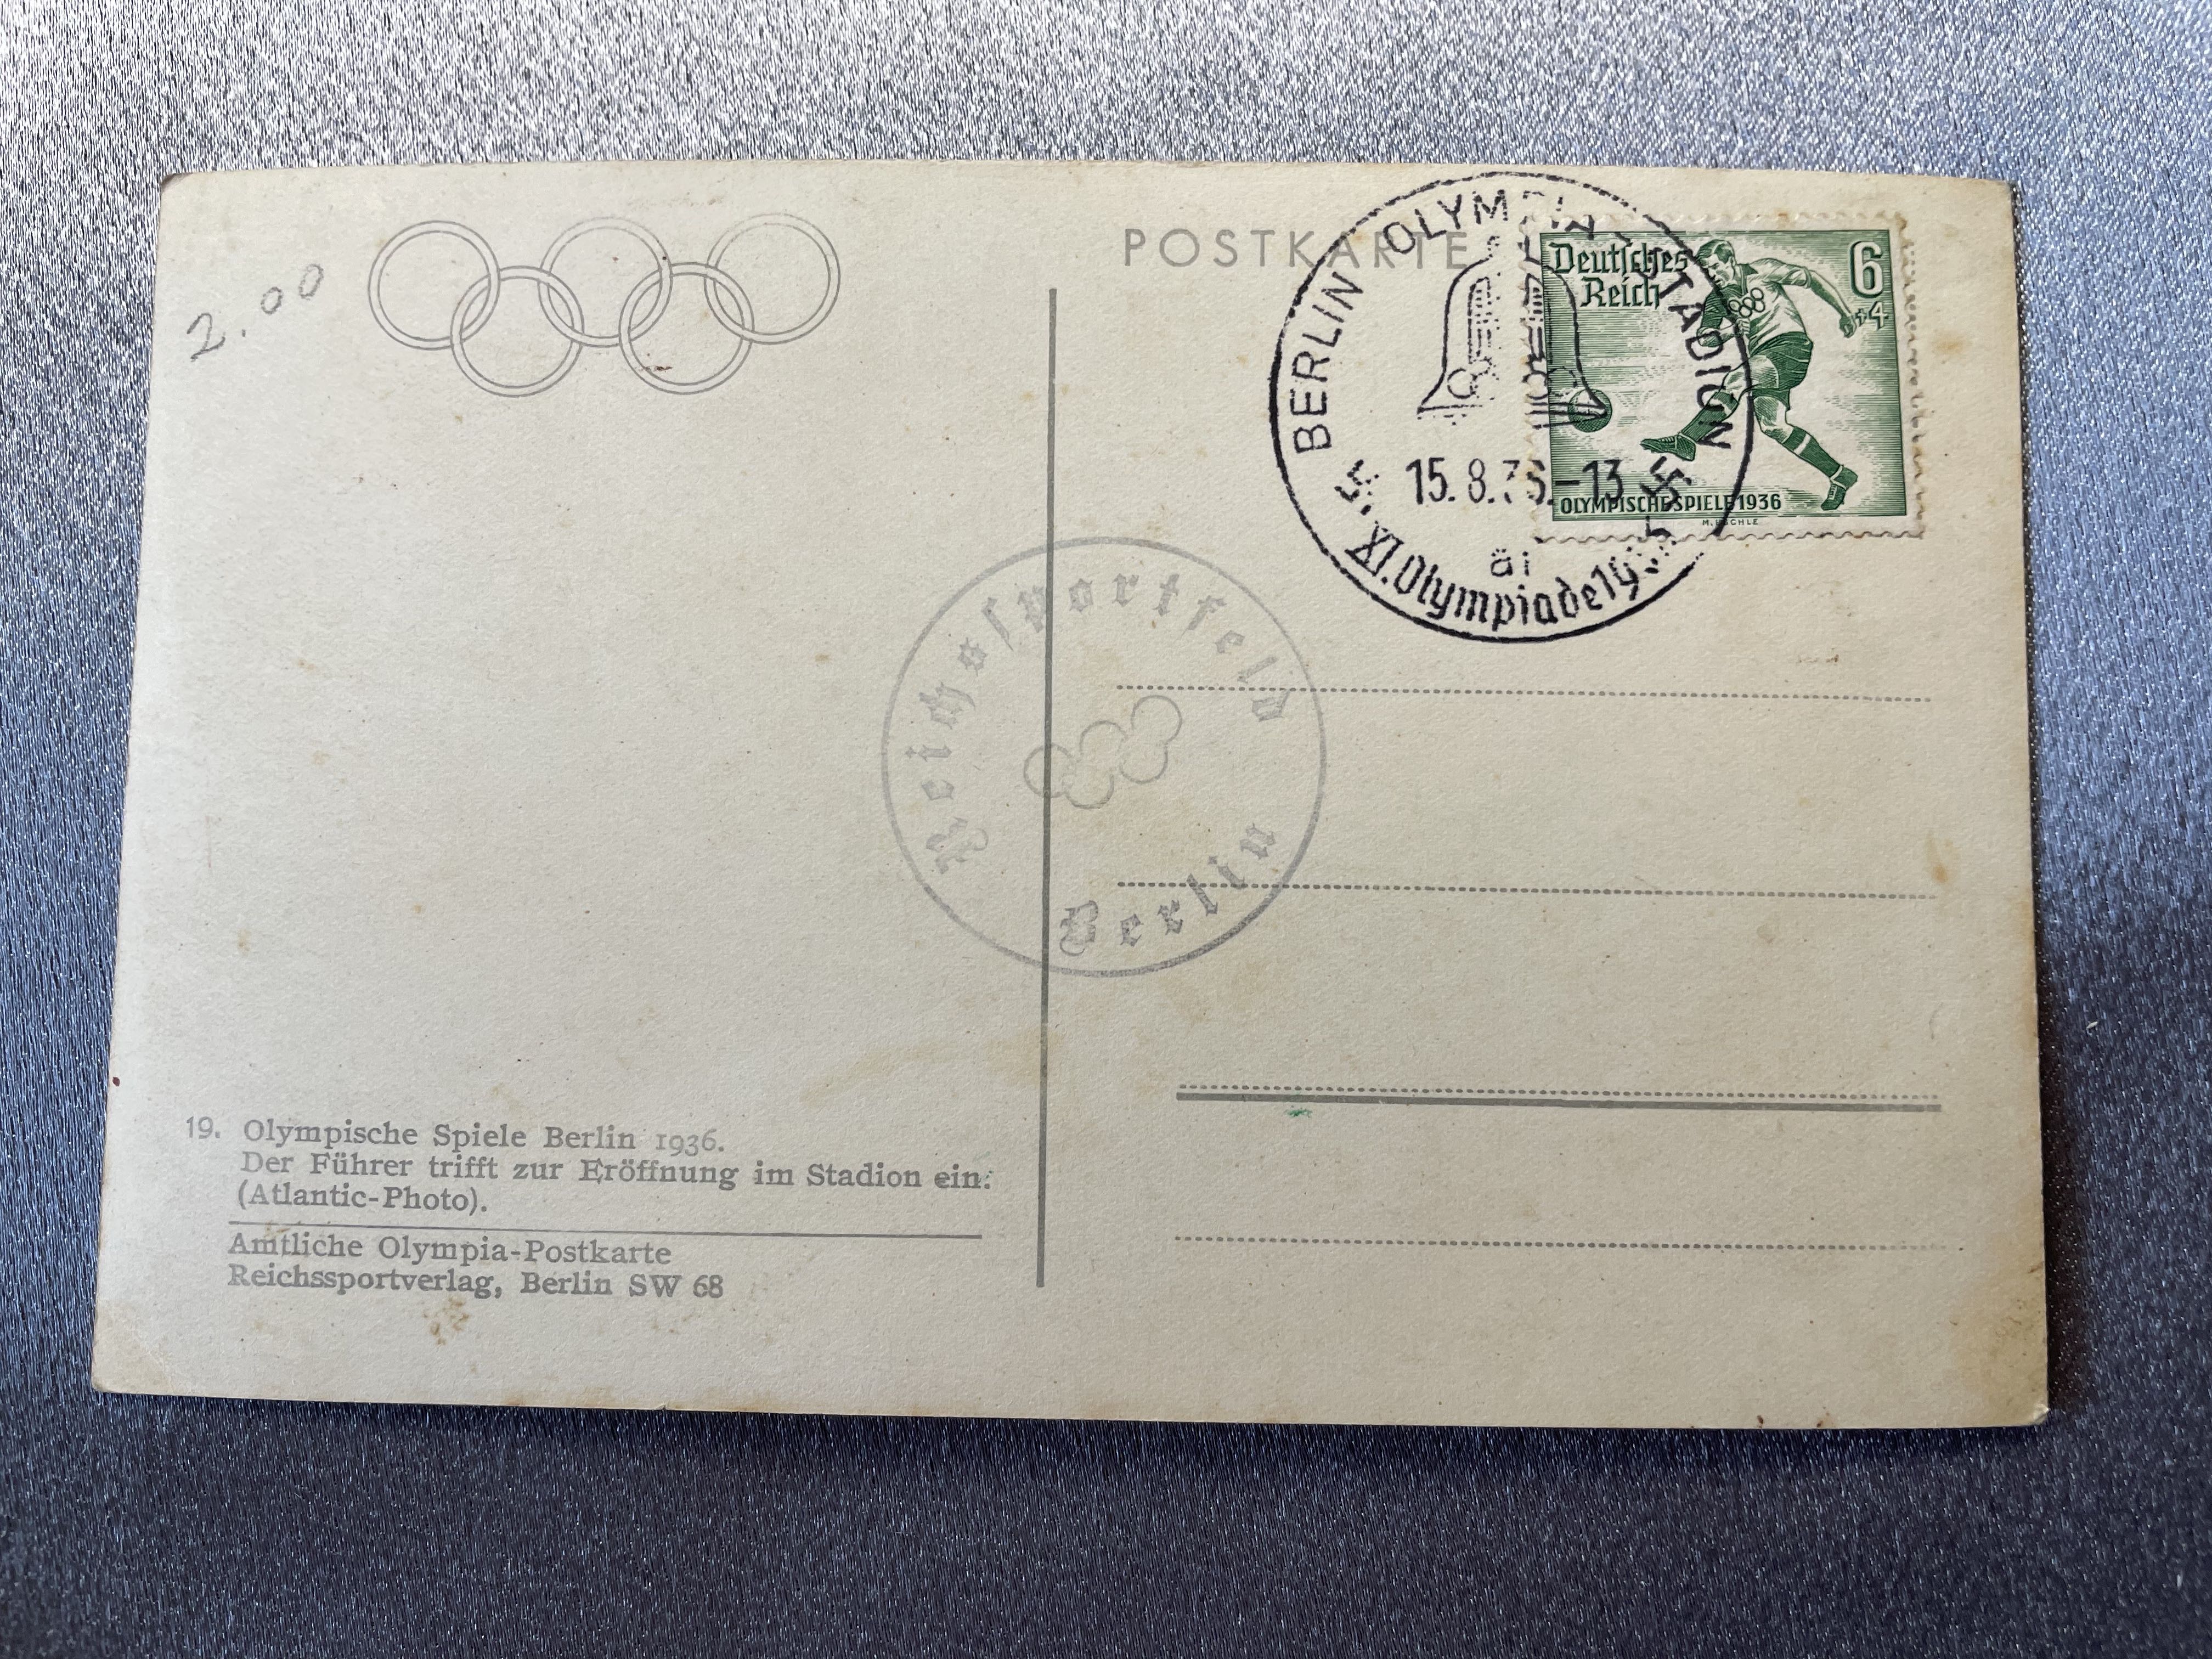 2.00
POSTKARTE
BERLIN OLYMPIA-STADION
15.8.36.-13
ai
XI. Olympiade
Deutsches
Reich
6
+4
OLYMPISCHE SPIELE 1936
Reichssportfeld
Berlin
19. Olympische Spiele Berlin 1936.
Der Führer trifft zur Eröffnung im Stadion ein.
(Atlantic-Photo).
Amtliche Olympia-Postkarte
Reichssportverlag, Berlin SW 68